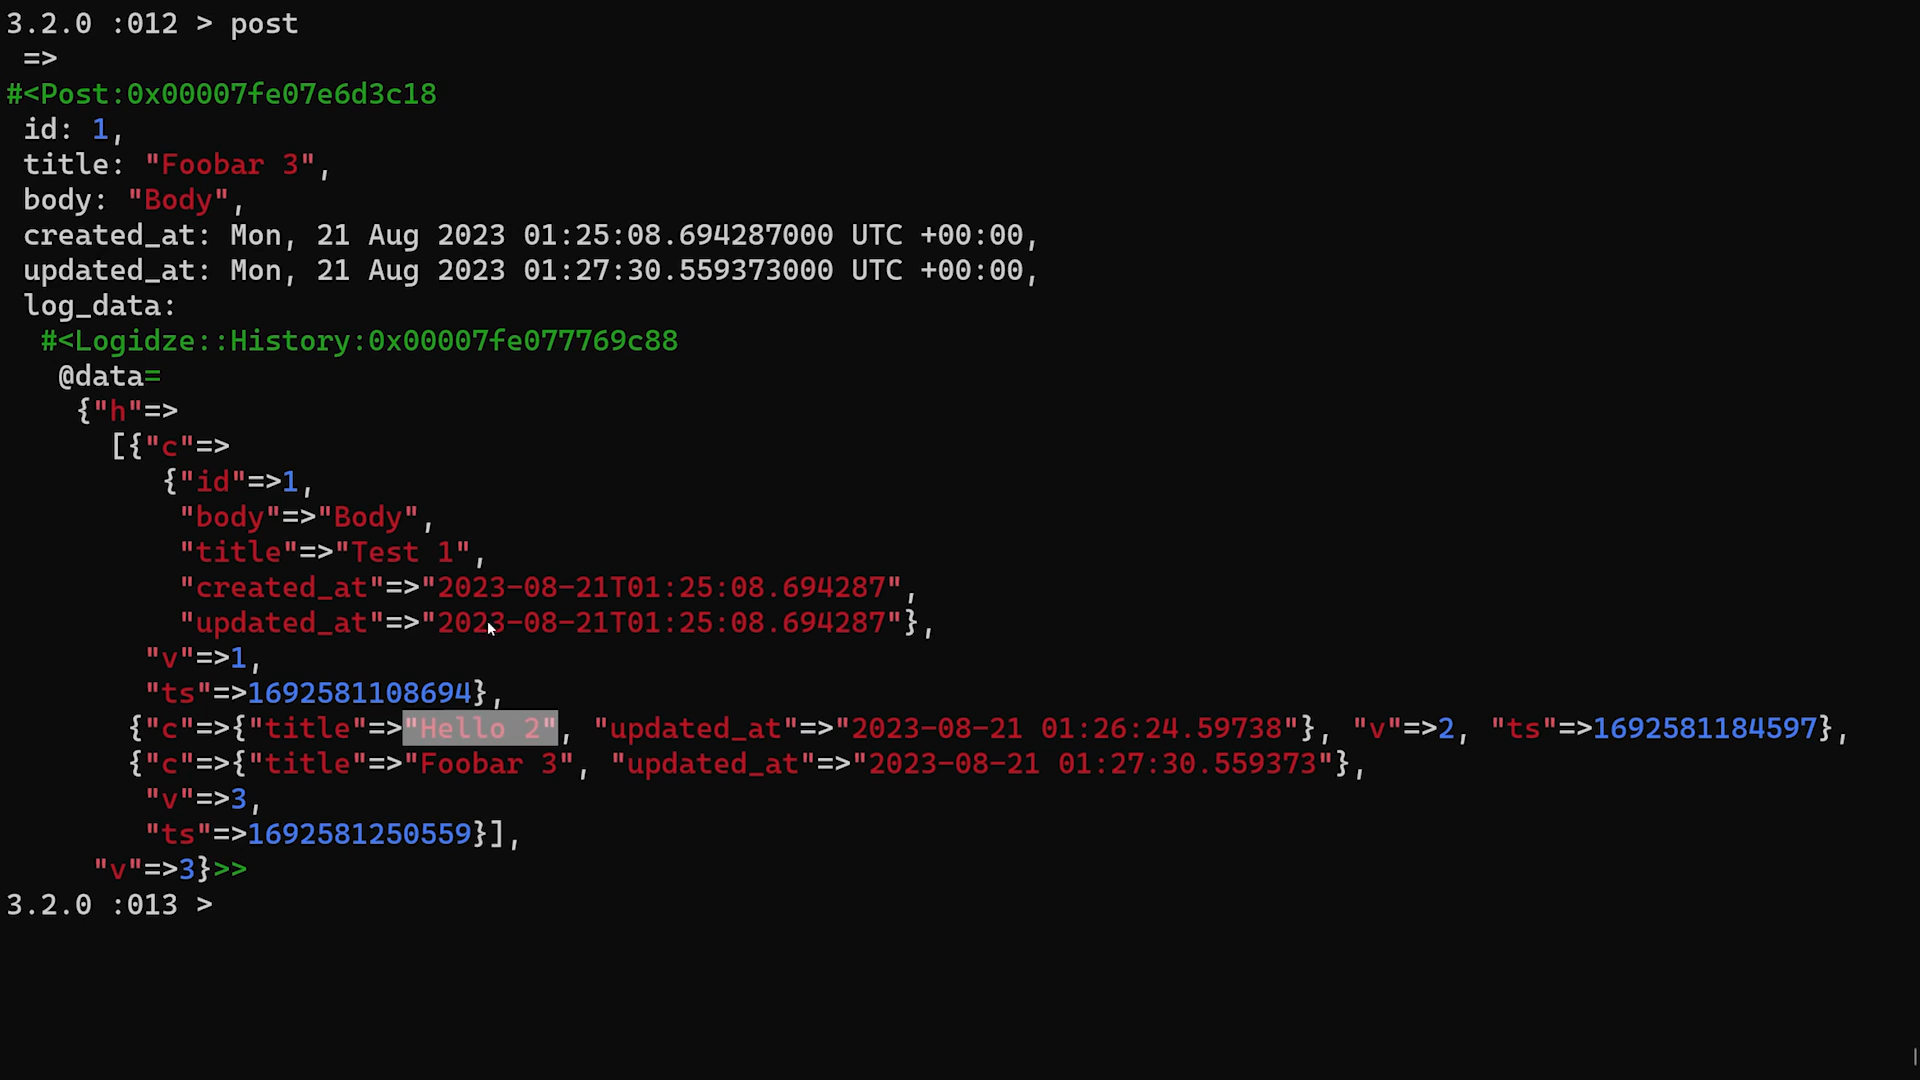 3.2.0 :012 > post
=>
#<Post:0x00007fe07e6d3c18
id: 1,
title: "Foobar 3",
body: "Body",
created_at: Mon, 21 Aug 2023 01:25:08.694287000 UTC +00:00,
updated_at: Mon, 21 Aug 2023 01:27:30.559373000 UTC +00:00,
log_data:
#<Logidze::History:0x00007fe077769c88
@data=
{"h"=>
[{"c"=>
{"id"=>1,
"body"=>"Body",
"title"=>"Test 1",
"created_at"=>"2023-08-21T01:25:08.694287",
"updated_at"=>"2023-08-21T01:25:08.694287"},
"v"=>1,
"ts"=>1692581108694},
{"c"=>{"title"=>"Hello 2", "updated_at"=>"2023-08-21 01:26:24.59738"}, "v"=>2, "ts"=>1692581184597},
{"c"=>{"title"=>"Foobar 3", "updated_at"=>"2023-08-21 01:27:30.559373"},
"v"=>3,
"ts"=>1692581250559}],
"v"=>3}>>
3.2.0 :013 >